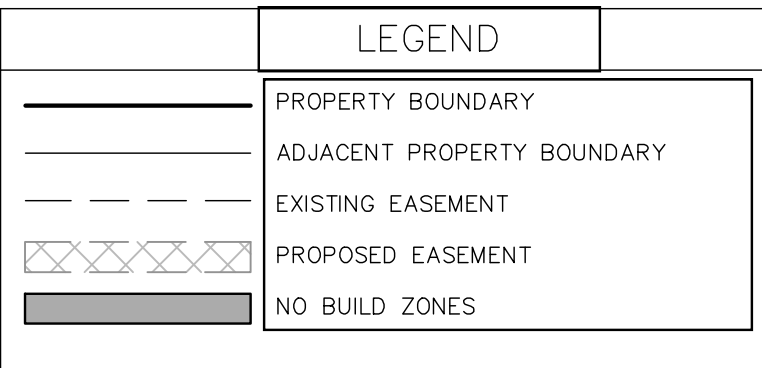 LEGEND
PROPERTY BOUNDARY
ADJACENT PROPERTY BOUNDARY
EXISTING EASEMENT
PROPOSED EASEMENT
NO BUILD ZONES